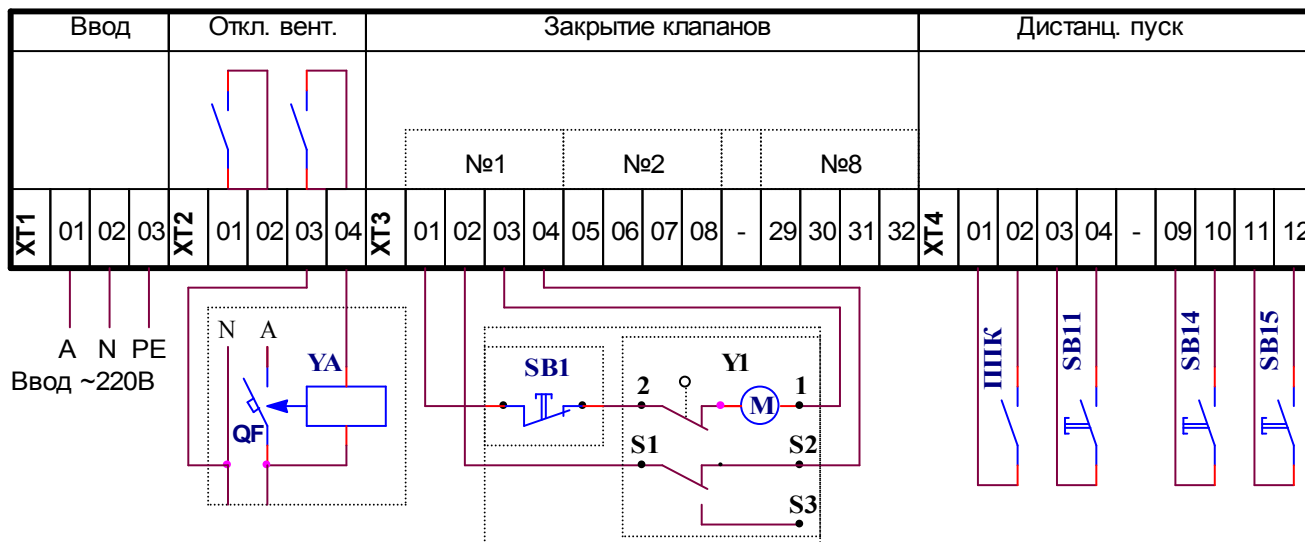 Ввод Откл. вент. Закрытие клапанов Дистанц. пуск
№1 №2 №8
XT1 01 02 03 XT2 01 02 03 04 XT3 01 02 03 04 05 06 07 08 - 29 30 31 32 XT4 01 02 03 04 - 09 10 11 12
A N PE
Ввод ~220В
N A
YA
QF
SB1
Y1
2 M 1
S1 S2
S3
ППК SB11 SB14 SB15